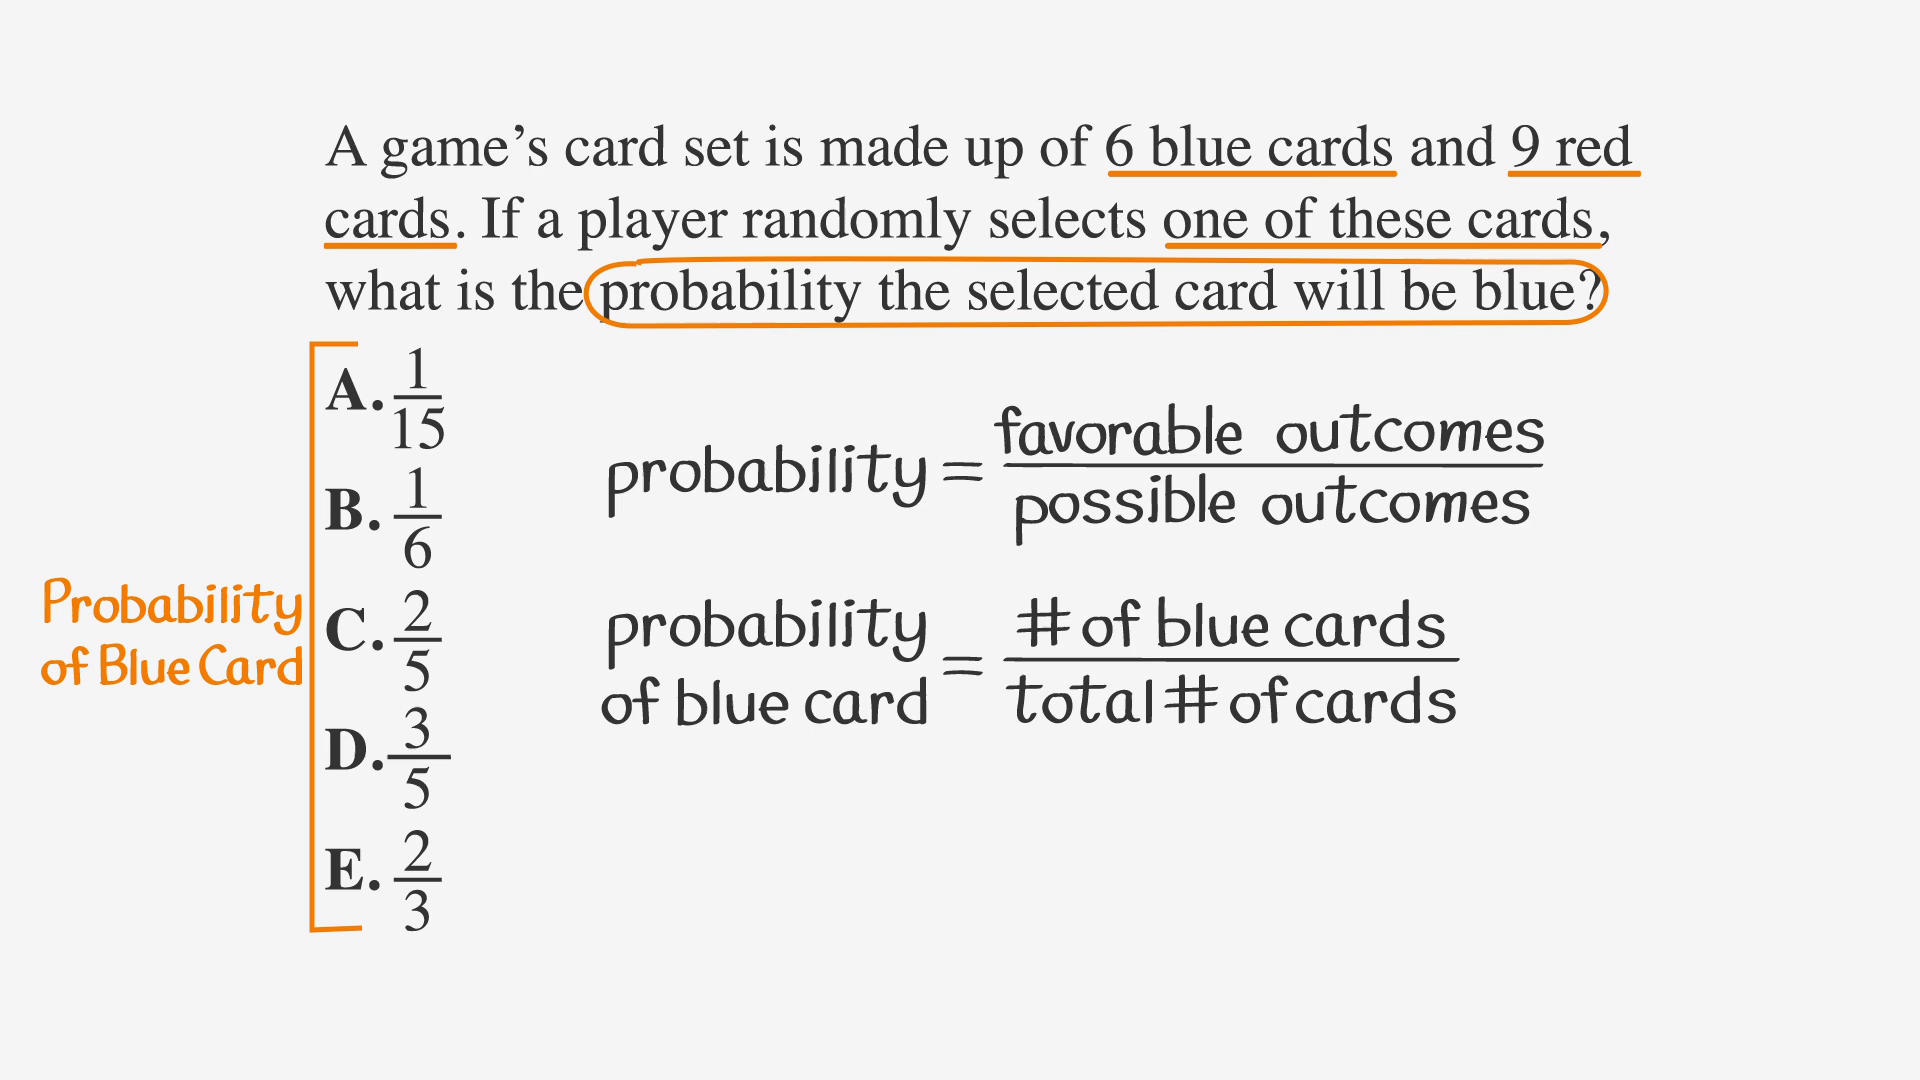 A game’s card set is made up of 6 blue cards and 9 red
cards. If a player randomly selects one of these cards,
what is the probability the selected card will be blue?
A. 1/15
B. 1/6
C. 2/5
D. 3/5
E. 2/3
Probability
of Blue Card
probability = favorable outcomes
possible outcomes
probability
of blue card
=
# of blue cards
total # of cards